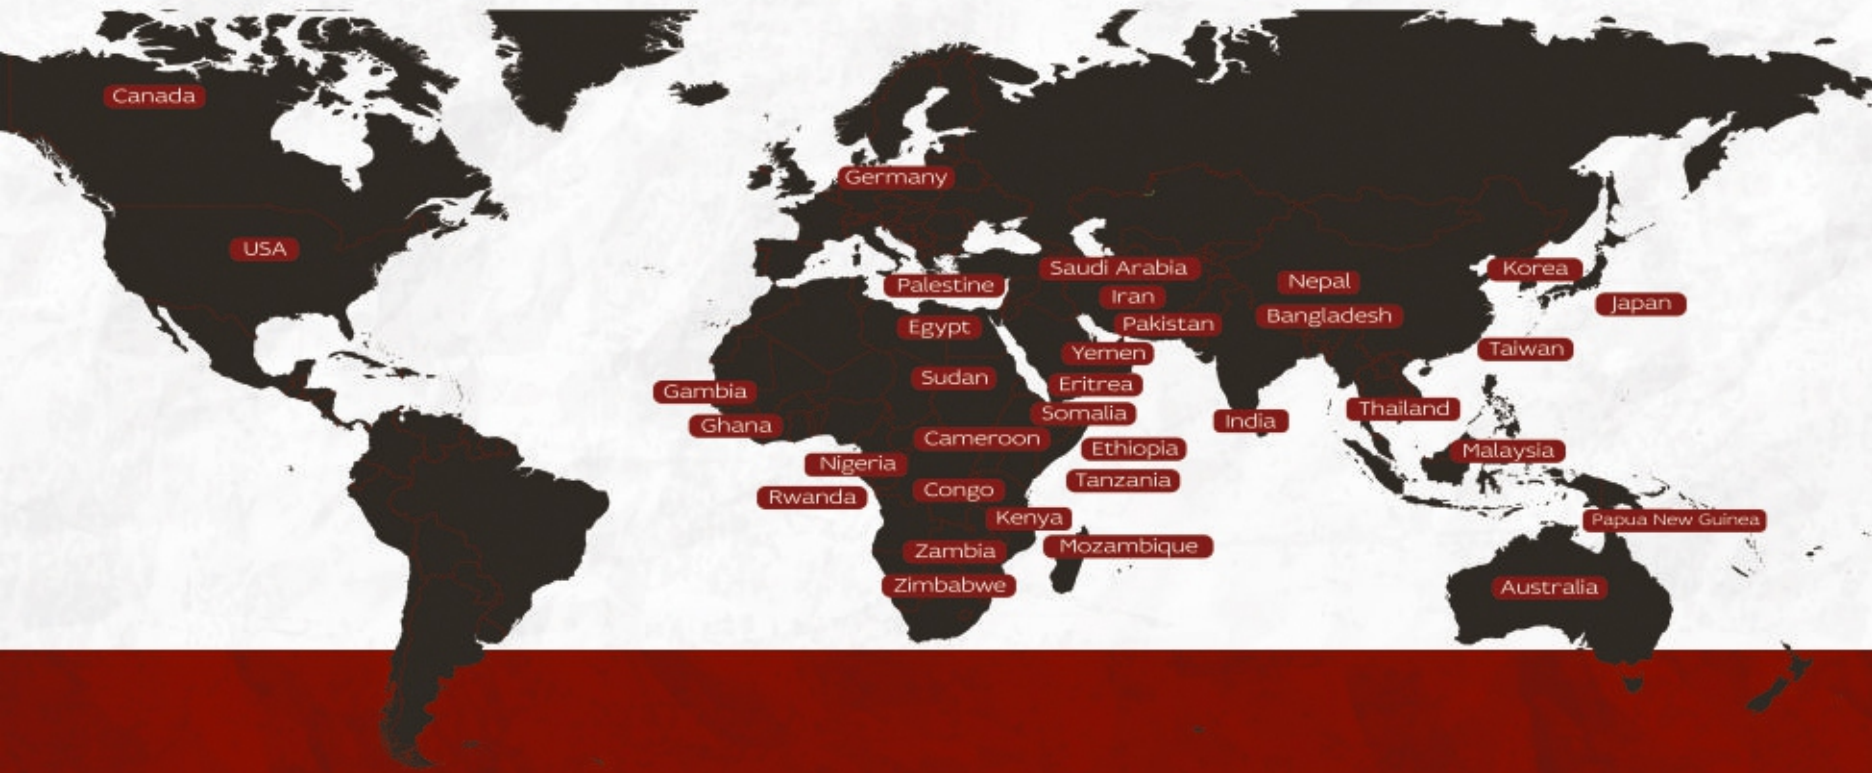 Canada
Germany
USA
Saudi Arabia
Korea
Nepal
Palestine
Iran
Japan
Bangladesh
Pakistan
Egypt
Taiwan
Yemen
Sudan
Eritrea
Gambia
Thailand
Somalia
India
Ghana
Cameroon
Ethiopia
Malaysia
Nigeria
Tanzania
Congo
Rwanda
Kenya
Papua New Guinea
Mozambique
Zambia
Zimbabwe
Australia